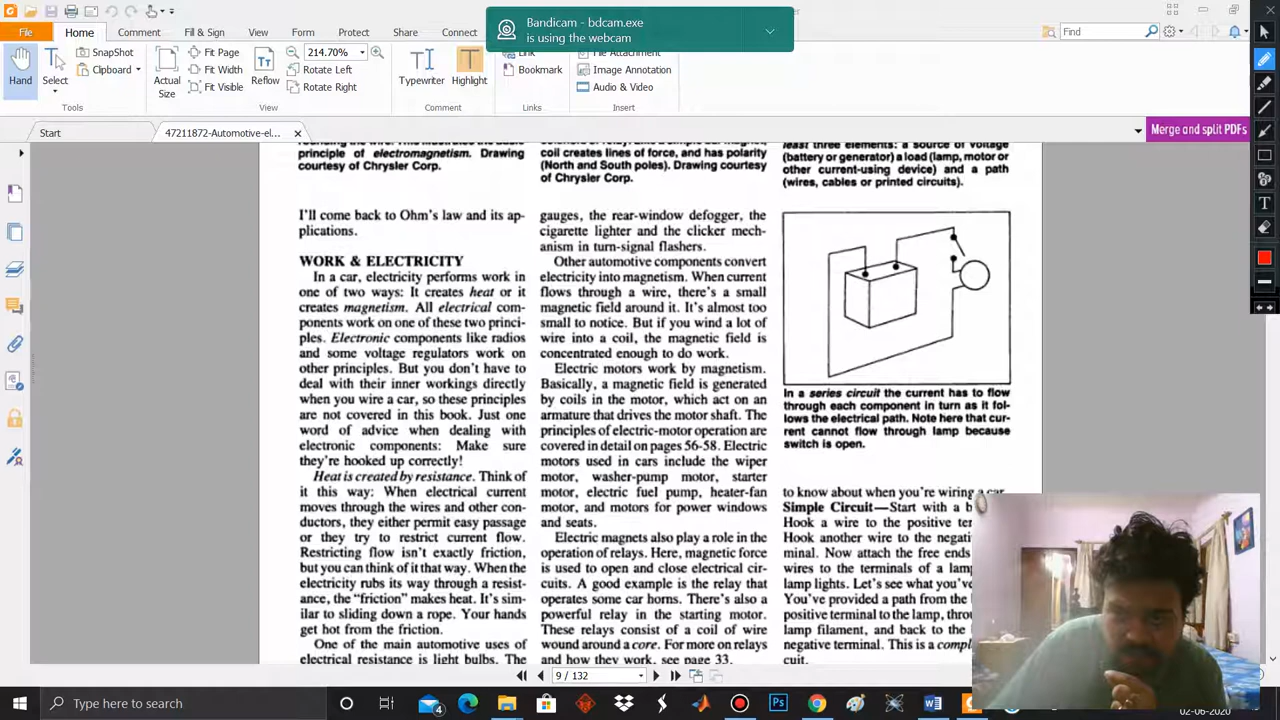 Bandicam - bdcam.exe
is using the webcam
File
Home
Comment
Fill & Sign
View
Form
Protect
Share
Connect
Find
Hand
Select
SnapShot
Clipboard
Actual
Size
Fit Page
Fit Width
Fit Visible
Reflow
214.70%
Rotate Left
Rotate Right
Typewriter
Highlight
Link
Bookmark
File Attachment
Image Annotation
Audio & Video
Tools
View
Comment
Links
Insert
Start
47211872-Automotive-el...
Merge and split PDFs
rounding the wire. This illustrates the basic
principle of electromagnetism. Drawing
courtesy of Chrysler Corp.
I'll come back to Ohm's law and its ap-
plications.
WORK & ELECTRICITY
In a car, electricity performs work in
one of two ways: It creates heat or it
creates magnetism. All electrical com-
ponents work on one of these two princi-
ples. Electronic components like radios
and some voltage regulators work on
other principles. But you don't have to
deal with their inner workings directly
when you wire a car, so these principles
are not covered in this book. Just one
word of advice when dealing with
electronic components: Make sure
they're hooked up correctly!
Heat is created by resistance. Think of
it this way: When electrical current
moves through the wires and other con-
ductors, they either permit easy passage
or they try to restrict current flow.
Restricting flow isn't exactly friction,
but you can think of it that way. When the
electricity rubs its way through a resist-
ance, the "friction" makes heat. It's sim-
ilar to sliding down a rope. Your hands
get hot from the friction.
One of the main automotive uses of
electrical resistance is light bulbs. The
coil creates lines of force, and has polarity
(North and South poles). Drawing courtesy
of Chrysler Corp.
gauges, the rear-window defogger, the
cigarette lighter and the clicker mech-
anism in turn-signal flashers.
Other automotive components convert
electricity into magnetism. When current
flows through a wire, there's a small
magnetic field around it. It's almost too
small to notice. But if you wind a lot of
wire into a coil, the magnetic field is
concentrated enough to do work.
Electric motors work by magnetism.
Basically, a magnetic field is generated
by coils in the motor, which act on an
armature that drives the motor shaft. The
principles of electric-motor operation are
covered in detail on pages 56-58. Electric
motors used in cars include the wiper
motor, washer-pump motor, starter
motor, electric fuel pump, heater-fan
motor, and motors for power windows
and seats.
Electric magnets also play a role in the
operation of relays. Here, magnetic force
is used to open and close electrical cir-
cuits. A good example is the relay that
operates some car horns. There's also a
powerful relay in the starting motor.
These relays consist of a coil of wire
wound around a core. For more on relays
and how they work, see page 33.
least three elements: a source of voltage
(battery or generator) a load (lamp, motor or
other current-using device) and a path
(wires, cables or printed circuits).
In a series circuit the current has to flow
through each component in turn as it fol-
lows the electrical path. Note here that cur-
rent cannot flow through lamp because
switch is open.
to know about when you're wiring a car.
Simple Circuit—Start with a b
Hook a wire to the positive ter
Hook another wire to the negati
minal. Now attach the free ends
wires to the terminals of a lamp
lamp lights. Let's see what you've
You've provided a path from the
positive terminal to the lamp, throu
lamp filament, and back to the
negative terminal. This is a compl
cuit.
9 / 132
Type here to search
02-06-2020